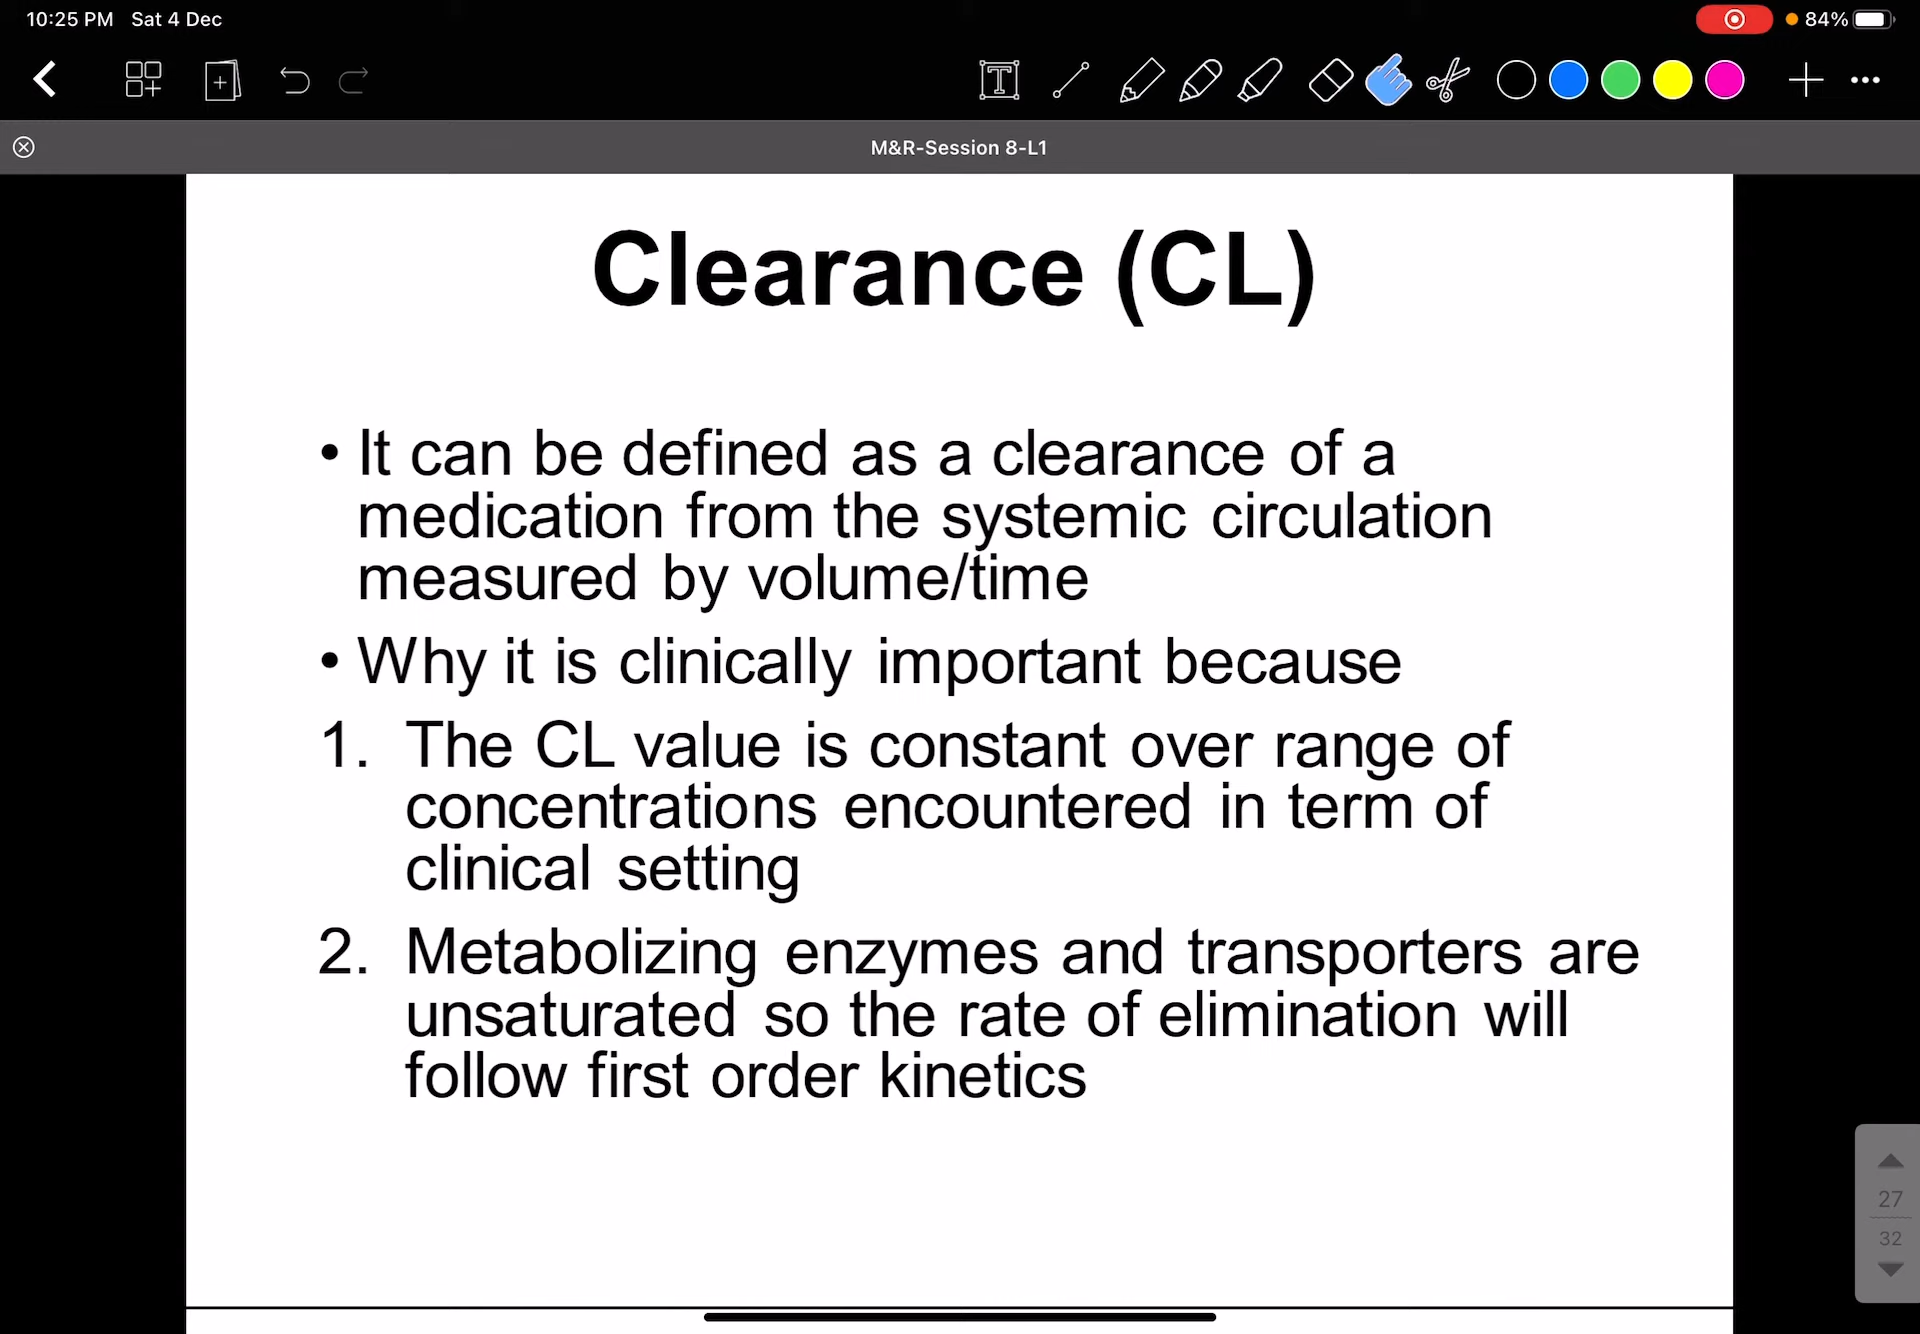 10:25 PM Sat 4 Dec
84%
T
M&R-Session 8-L1
Clearance (CL)
• It can be defined as a clearance of a
medication from the systemic circulation
measured by volume/time
• Why it is clinically important because
1. The CL value is constant over range of
concentrations encountered in term of
clinical setting
2. Metabolizing enzymes and transporters are
unsaturated so the rate of elimination will
follow first order kinetics
27
32